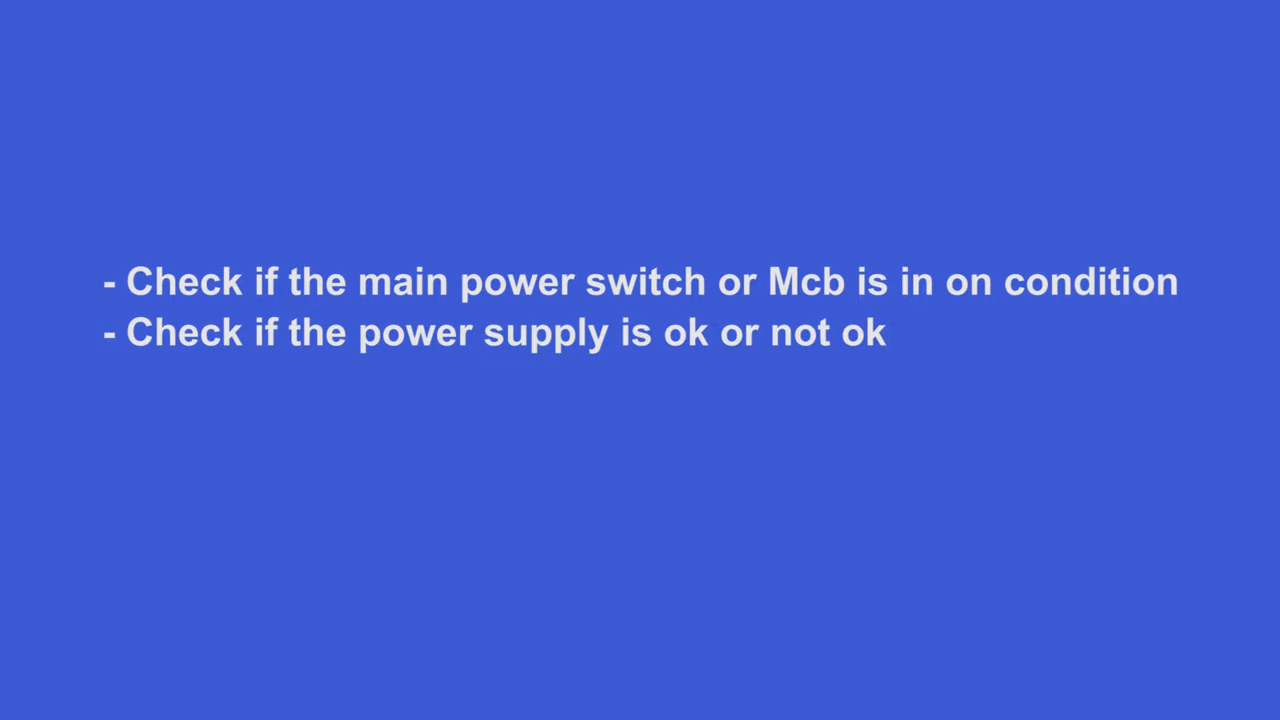 - Check if the main power switch or Mcb is in on condition
- Check if the power supply is ok or not ok